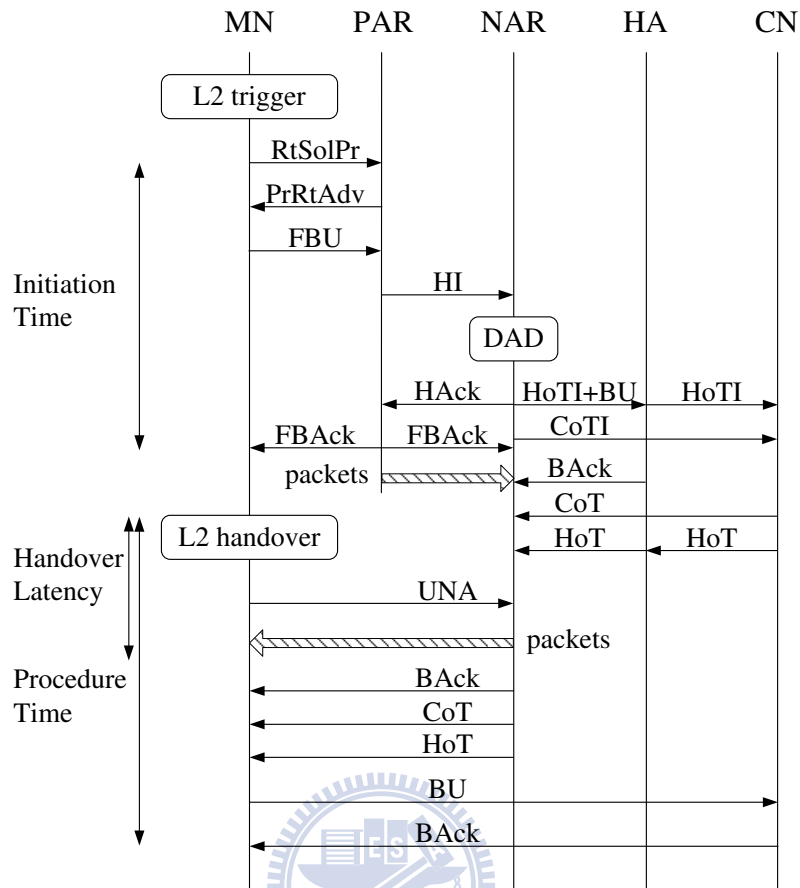 MN PAR NAR HA CN
L2 trigger
RtSolPr
PrRtAdv
FBU
Initiation
Time
HI
DAD
HAck HoTI+BU HoTI
FBAck FBAck CoTI
packets BAck
CoT
L2 handover HoT HoT
Handover
Latency
UNA
packets
Procedure
Time
BAck
CoT
HoT
BU
BAck
E S
8